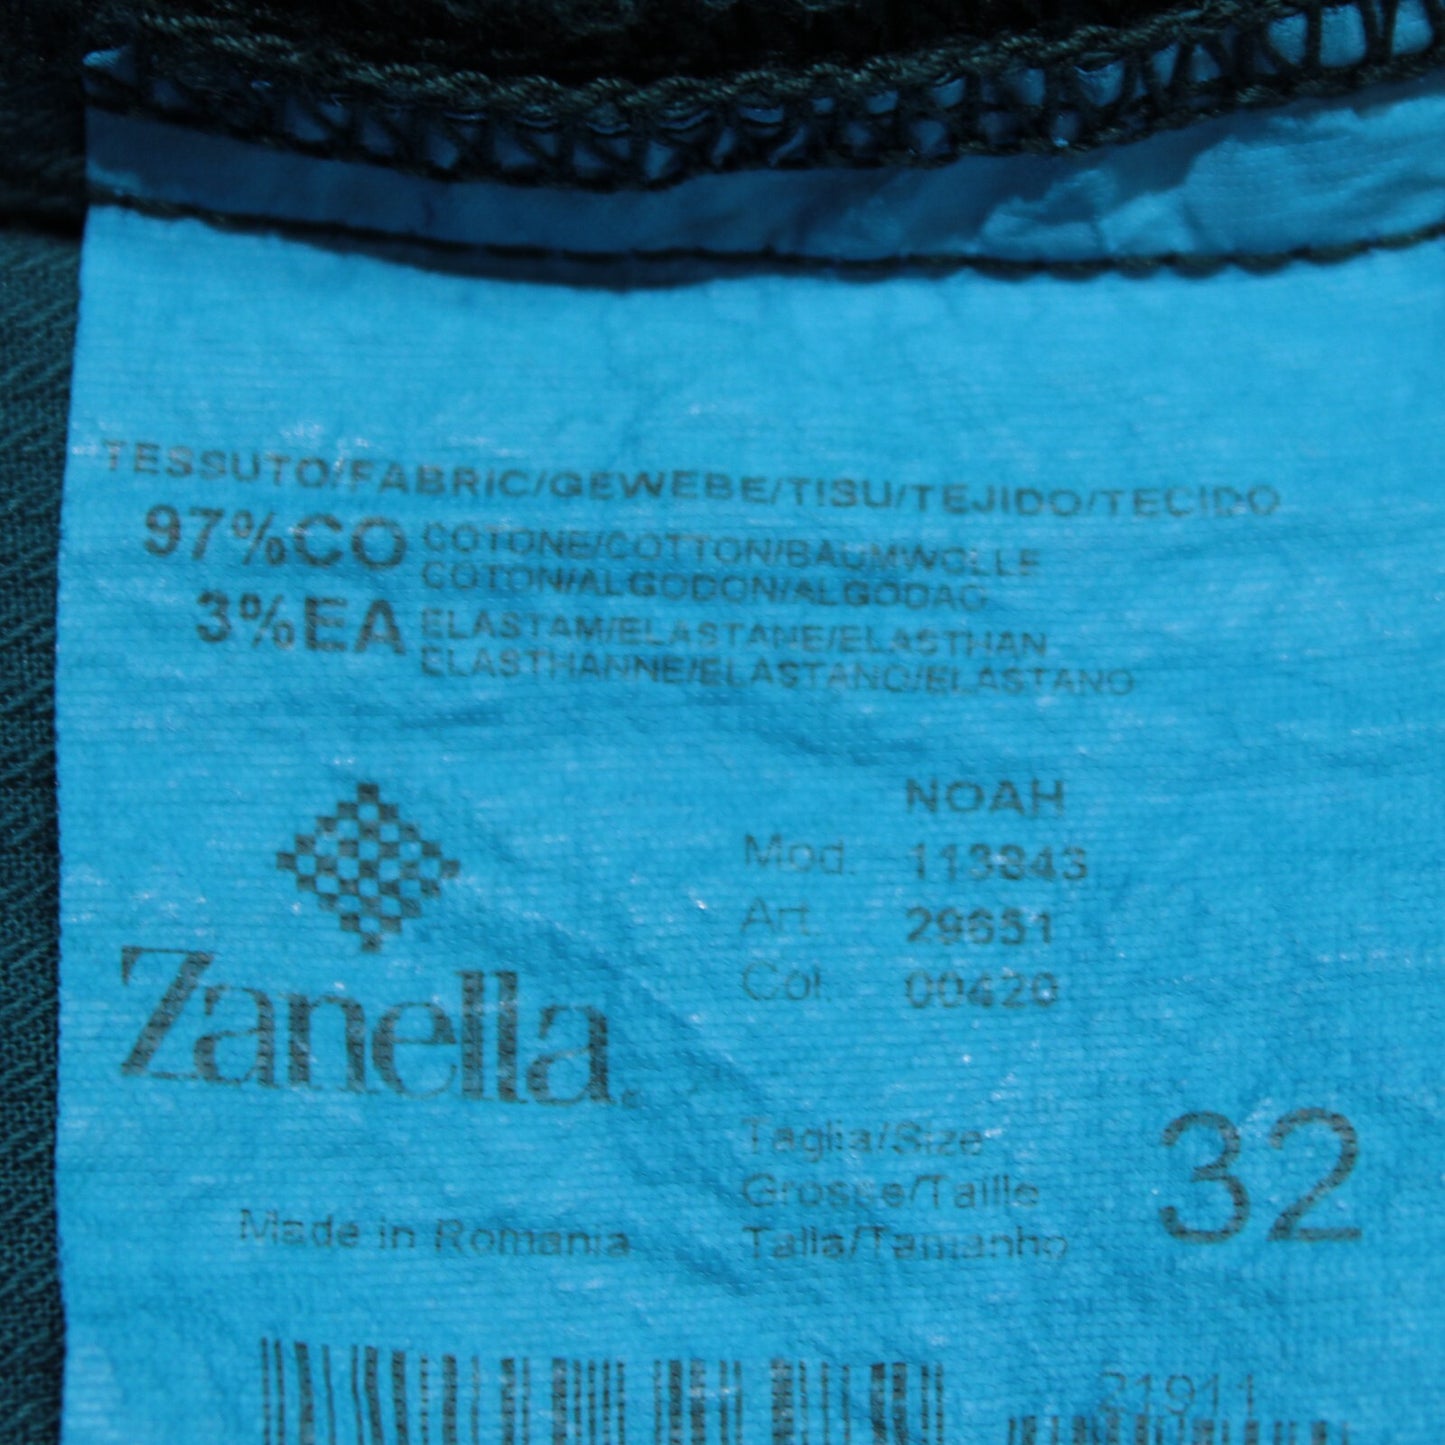 TESSUTO/FABRIC/GEWEBE/TISU/TEJIDO/TECIDO
97%CO COTONE/COTTON/BAUMWOLLE
COTON/ALGODON/ALGODAO
3%EA ELASTAM/ELASTANE/ELASTHAN
ELASTHANNE/ELASTANO/ELASTANO
NOAH
Mod. 113843
Art. 29651
Col. 00420
Zanella
Taglia/Size
Grosse/Taille
Talla/Tamanho
32
Made in Romania
21911